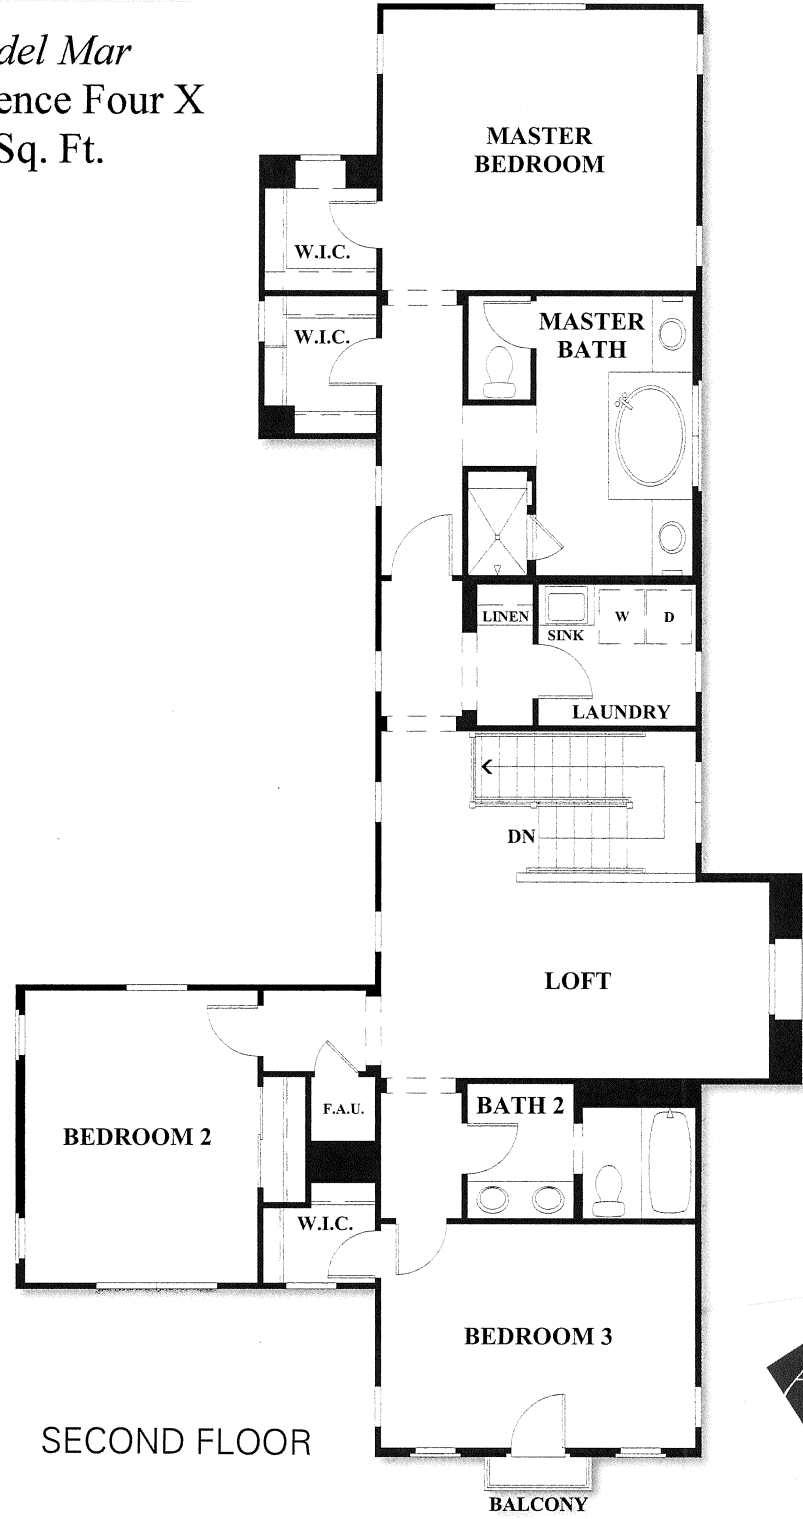 del Mar
ence Four X
Sq. Ft.
MASTER
BEDROOM
W.I.C.
W.I.C.
MASTER
BATH
LINEN
SINK
W
D
LAUNDRY
DN
LOFT
BEDROOM 2
F.A.U.
BATH 2
W.I.C.
BEDROOM 3
SECOND FLOOR
BALCONY